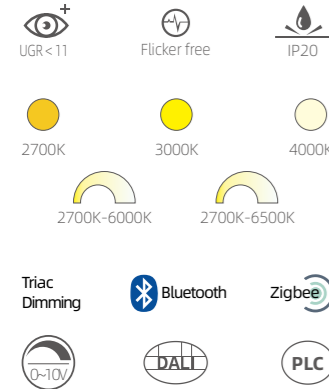 UGR<11
Flicker free
IP20
2700K
3000K
4000K
2700K-6000K
2700K-6500K
Triac
Dimming
Bluetooth
Zigbee
0~10V
DALI
PLC